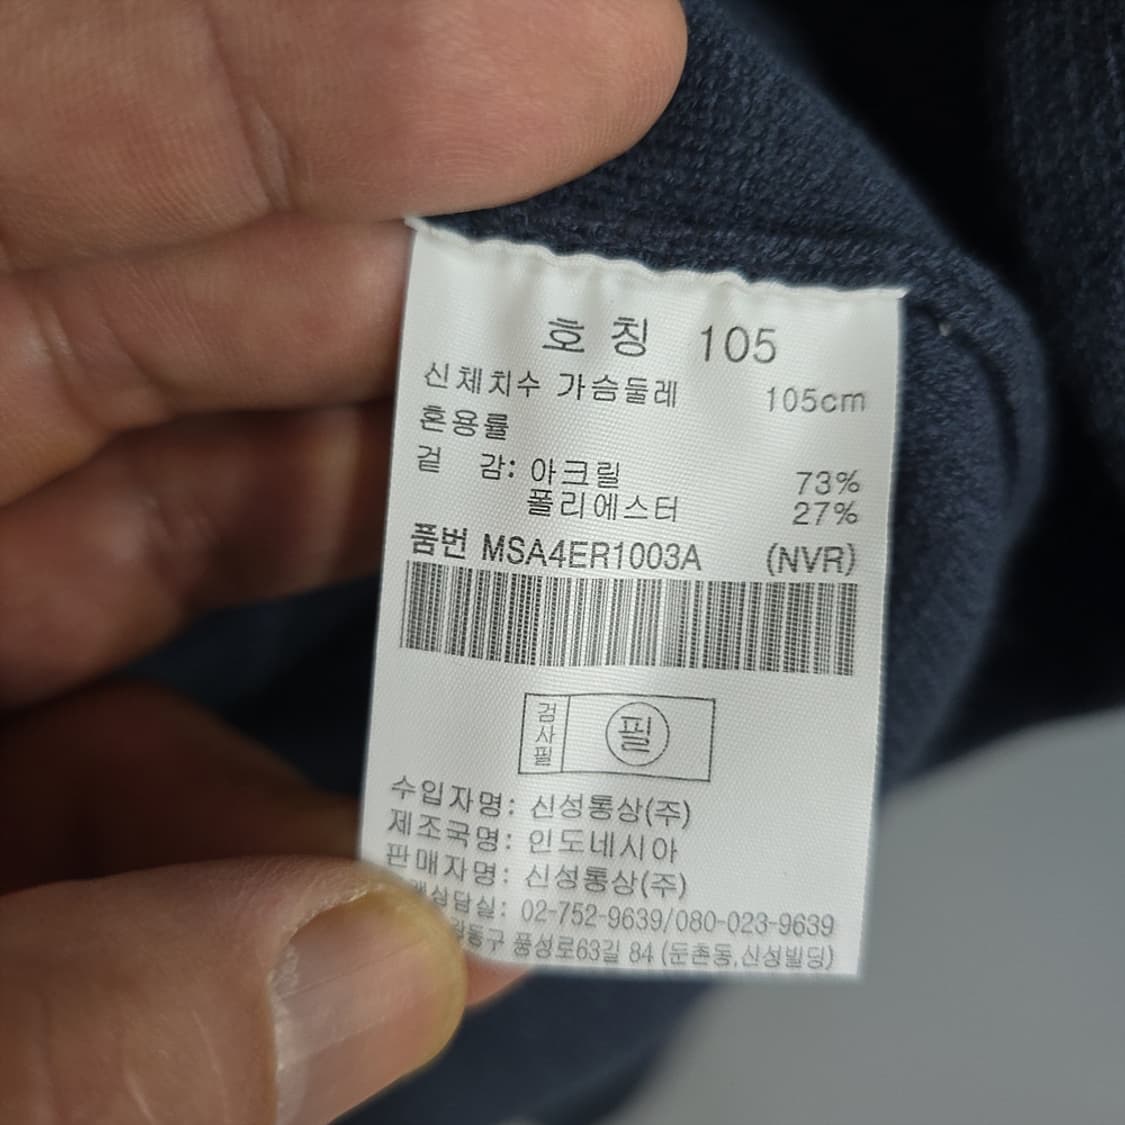 호칭 105
신체치수 가슴둘레 105cm
혼용률
겉 감: 아크릴 73%
폴리에스터 27%
품번 MSA4ER1003A (NVR)
검사필 필
수입자명: 신성통상(주)
제조국명: 인도네시아
판매자명: 신성통상(주)
02-752-9639/080-023-9639
풍성로63길 84 (둔촌동,신성빌딩)